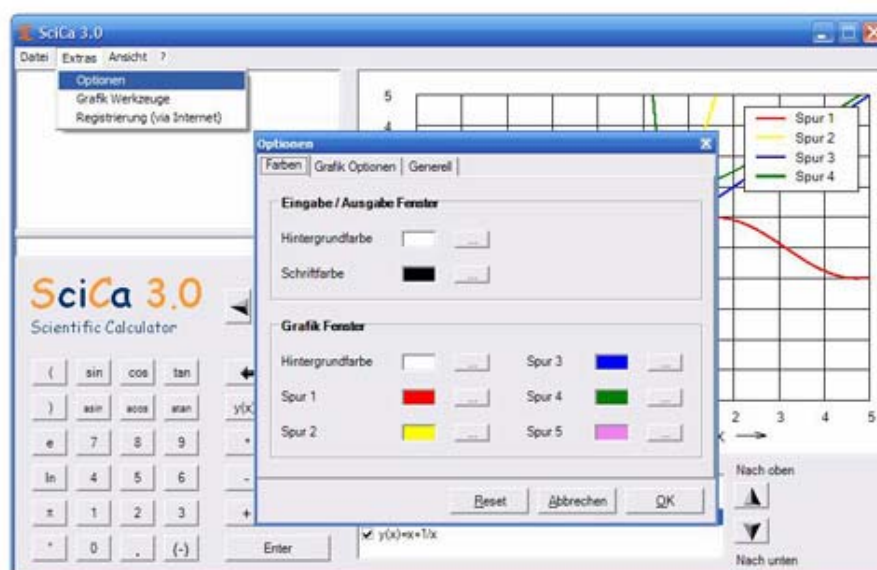 SciCa 3.0
Datei Extras Ansicht ?
Optionen
Grafik Werkzeuge
Registrierung (via Internet)
5
4
Spur 1
Spur 2
Spur 3
Spur 4
Optionen
Farben Grafik Optionen Generell
Eingabe / Ausgabe Fenster
Hintergrundfarbe ...
Schriftfarbe ...
Grafik Fenster
Hintergrundfarbe ... Spur 3 ...
Spur 1 ... Spur 4 ...
Spur 2 ... Spur 5 ...
Reset Abbrechen OK
SciCa 3.0
Scientific Calculator
( sin cos tan
) asin acos atan y(x)
e 7 8 9 *
ln 4 5 6 -
π 1 2 3 +
0 . (-) Enter
2 3 4 5
x
Nach oben
Nach unten
y(x)=x+1/x